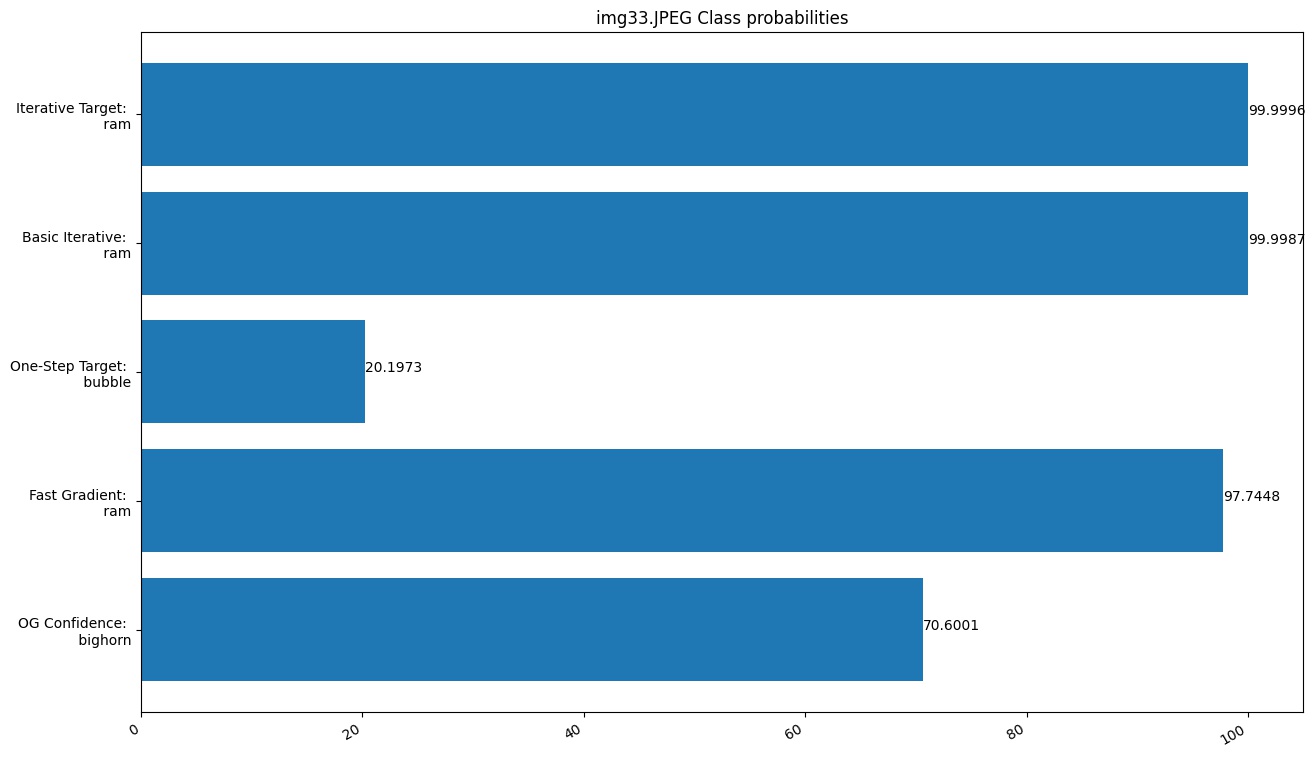 img33.JPEG Class probabilities
Iterative Target:
ram
99.9996
Basic Iterative:
ram
99.9987
One-Step Target:
bubble
20.1973
Fast Gradient:
ram
97.7448
OG Confidence:
bighorn
70.6001
0
20
40
60
80
100